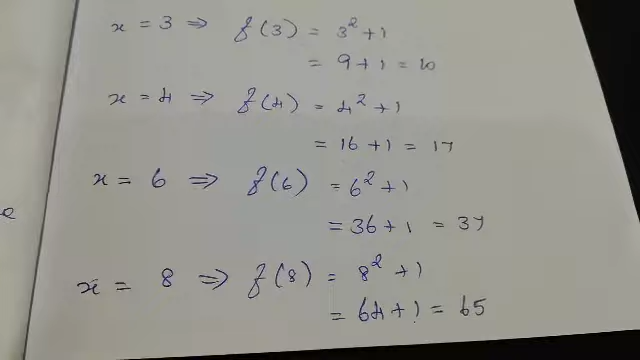 x = 3 ⇒ f(3) = 3² + 1
= 9 + 1 = 10
x = 4 ⇒ f(4) = 4² + 1
= 16 + 1 = 17
x = 6 ⇒ f(6) = 6² + 1
= 36 + 1 = 37
x = 8 ⇒ f(8) = 8² + 1
= 64 + 1 = 65